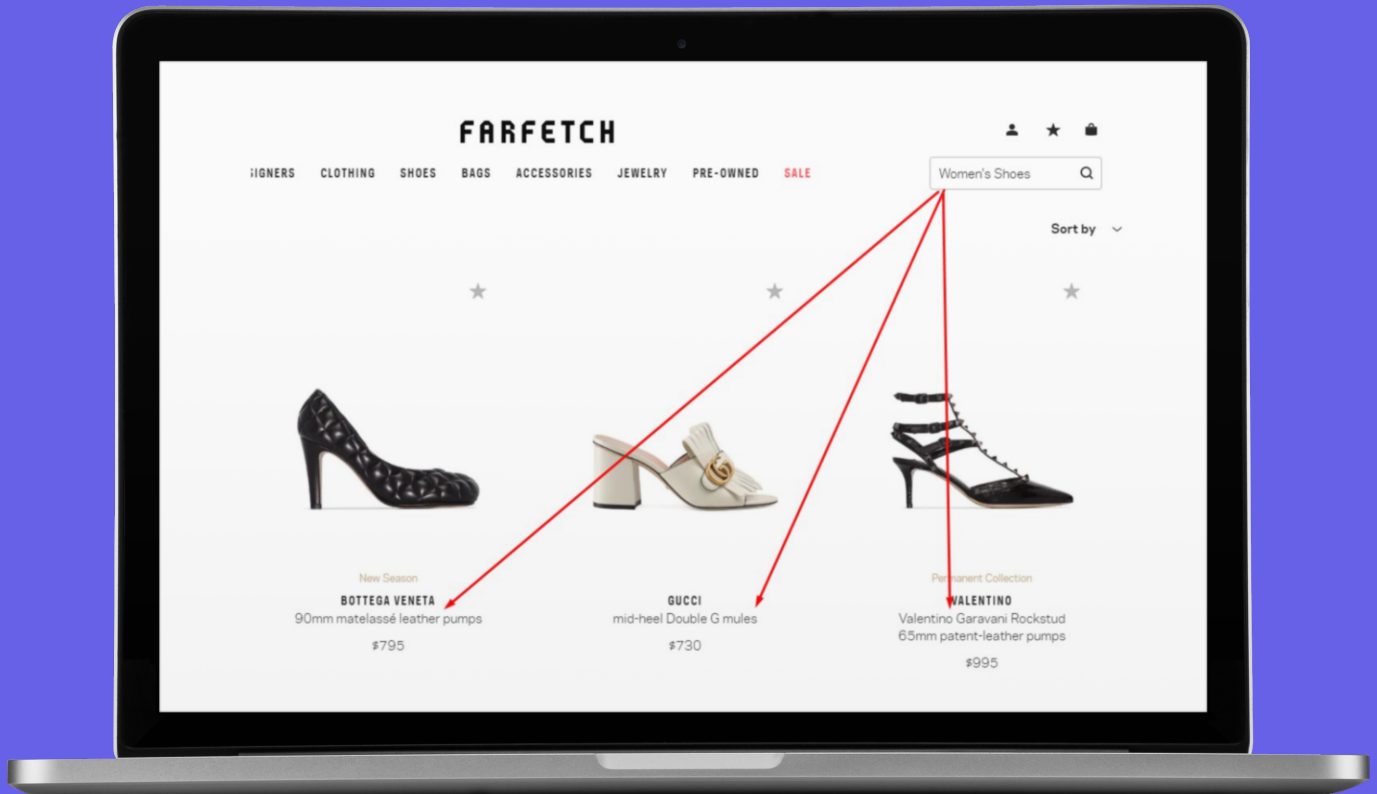 FARFETCH
CLOTHING SHOES BAGS ACCESSORIES JEWELRY PRE-OWNED SALE
Women's Shoes
Sort by
New Season
BOTTEGA VENETA
90mm matelassé leather pumps
$795
GUCCI
mid-heel Double G mules
$730
Permanent Collection
VALENTINO
Valentino Garavani Rockstud
65mm patent-leather pumps
$995